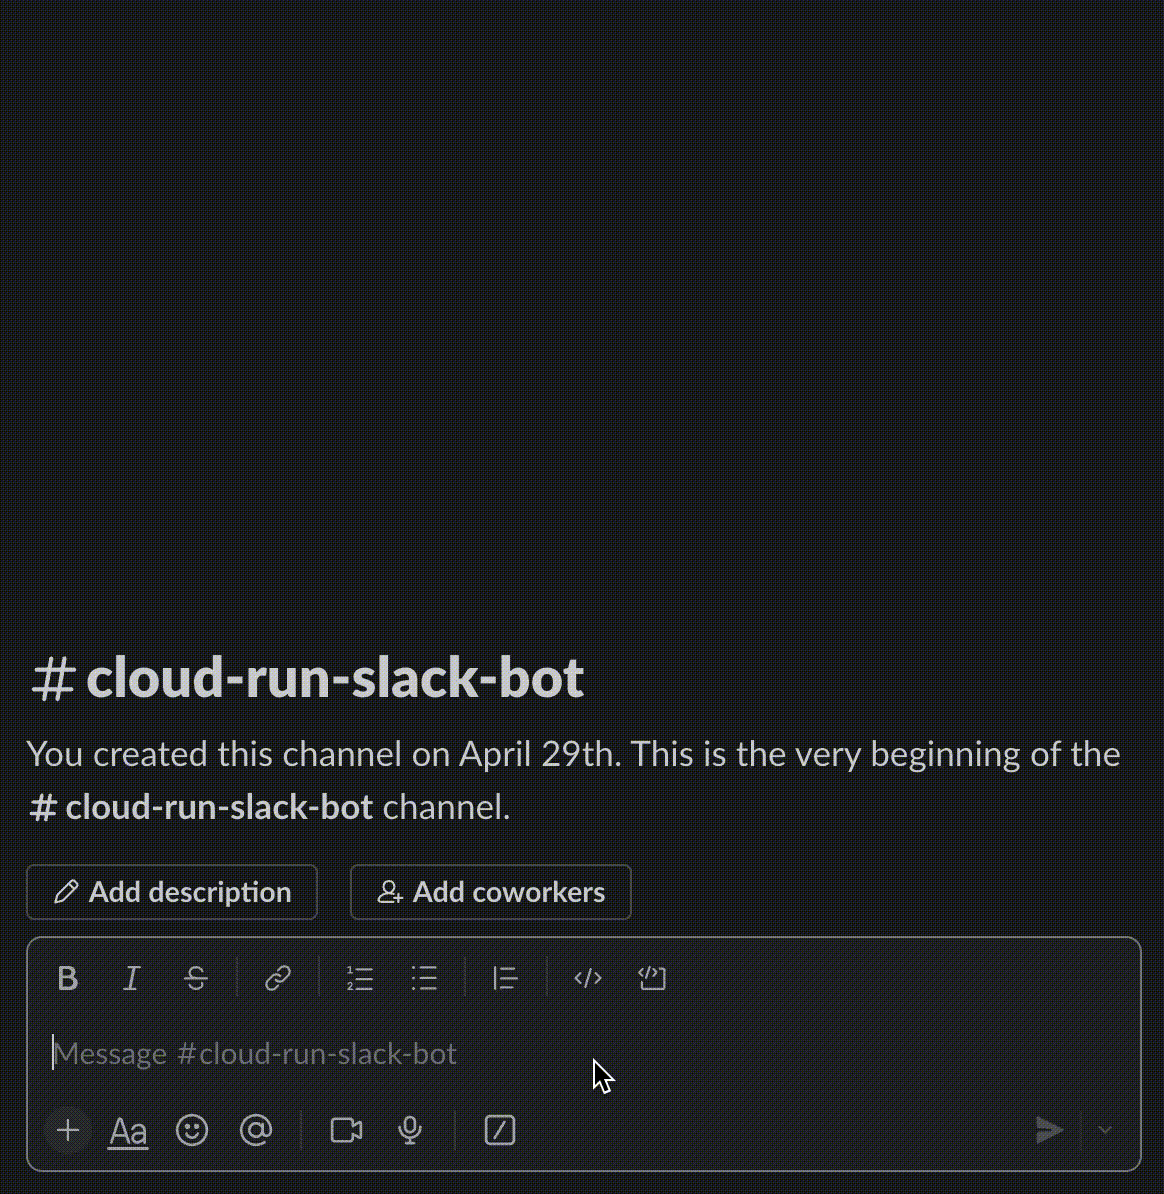 # cloud-run-slack-bot
You created this channel on April 29th. This is the very beginning of the
# cloud-run-slack-bot channel.
Add description Add coworkers
Message #cloud-run-slack-bot
Aa